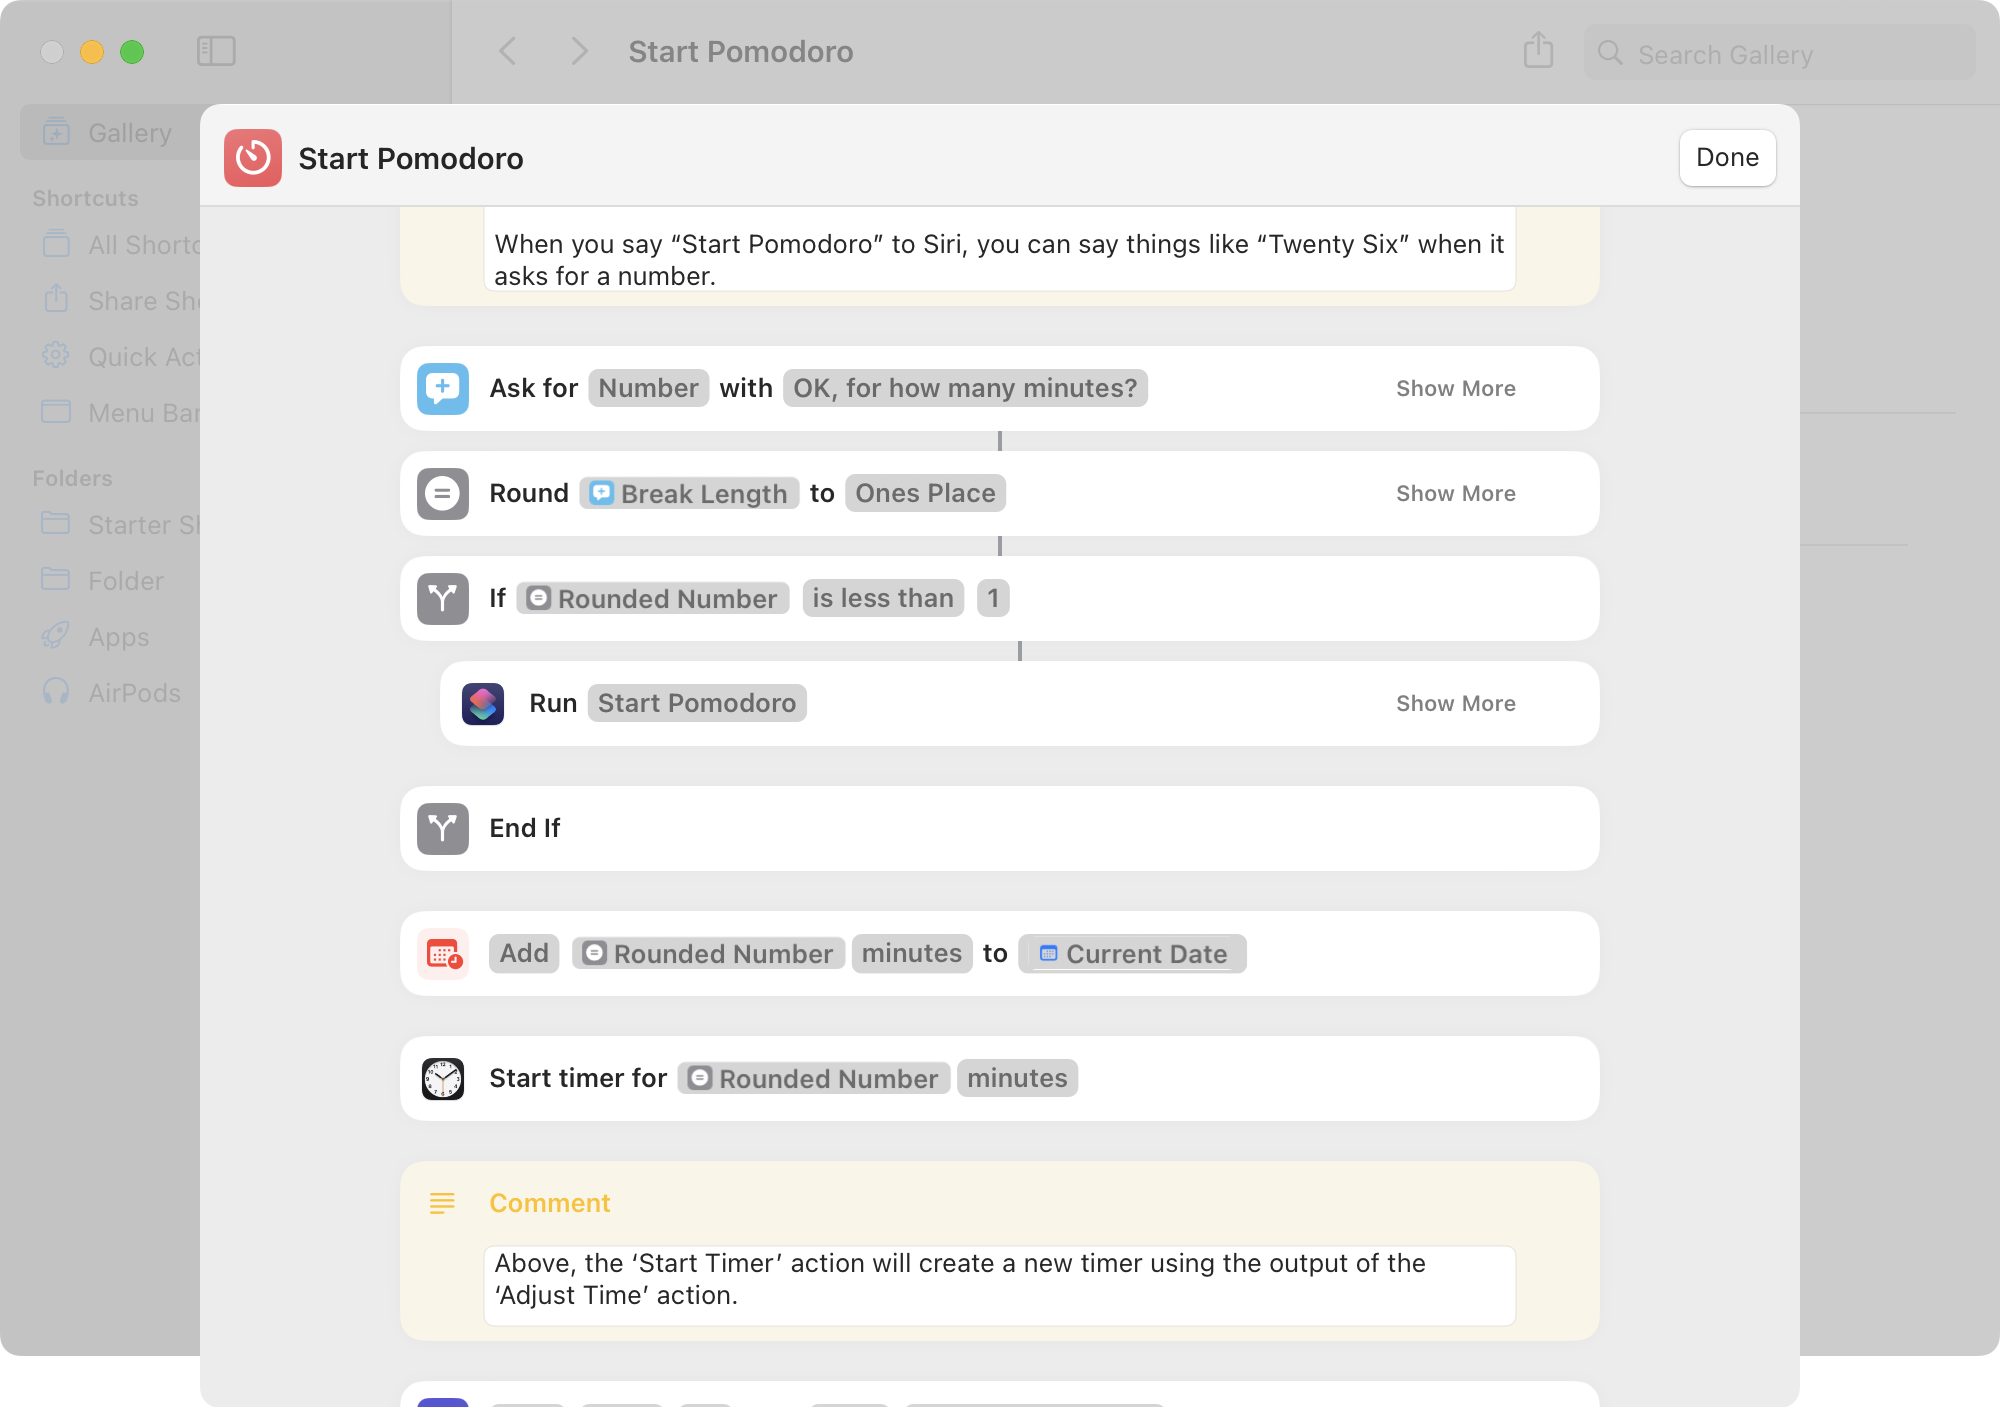 Start Pomodoro
Search Gallery
Gallery
Shortcuts
All Shortc
Share Sh
Quick Act
Menu Bar
Folders
Starter S
Folder
Apps
AirPods
Start Pomodoro
Done
When you say “Start Pomodoro” to Siri, you can say things like “Twenty Six” when it
asks for a number.
Ask for Number with OK, for how many minutes? Show More
Round Break Length to Ones Place Show More
If Rounded Number is less than 1
Run Start Pomodoro Show More
End If
Add Rounded Number minutes to Current Date
Start timer for Rounded Number minutes
Comment
Above, the ‘Start Timer’ action will create a new timer using the output of the
‘Adjust Time’ action.